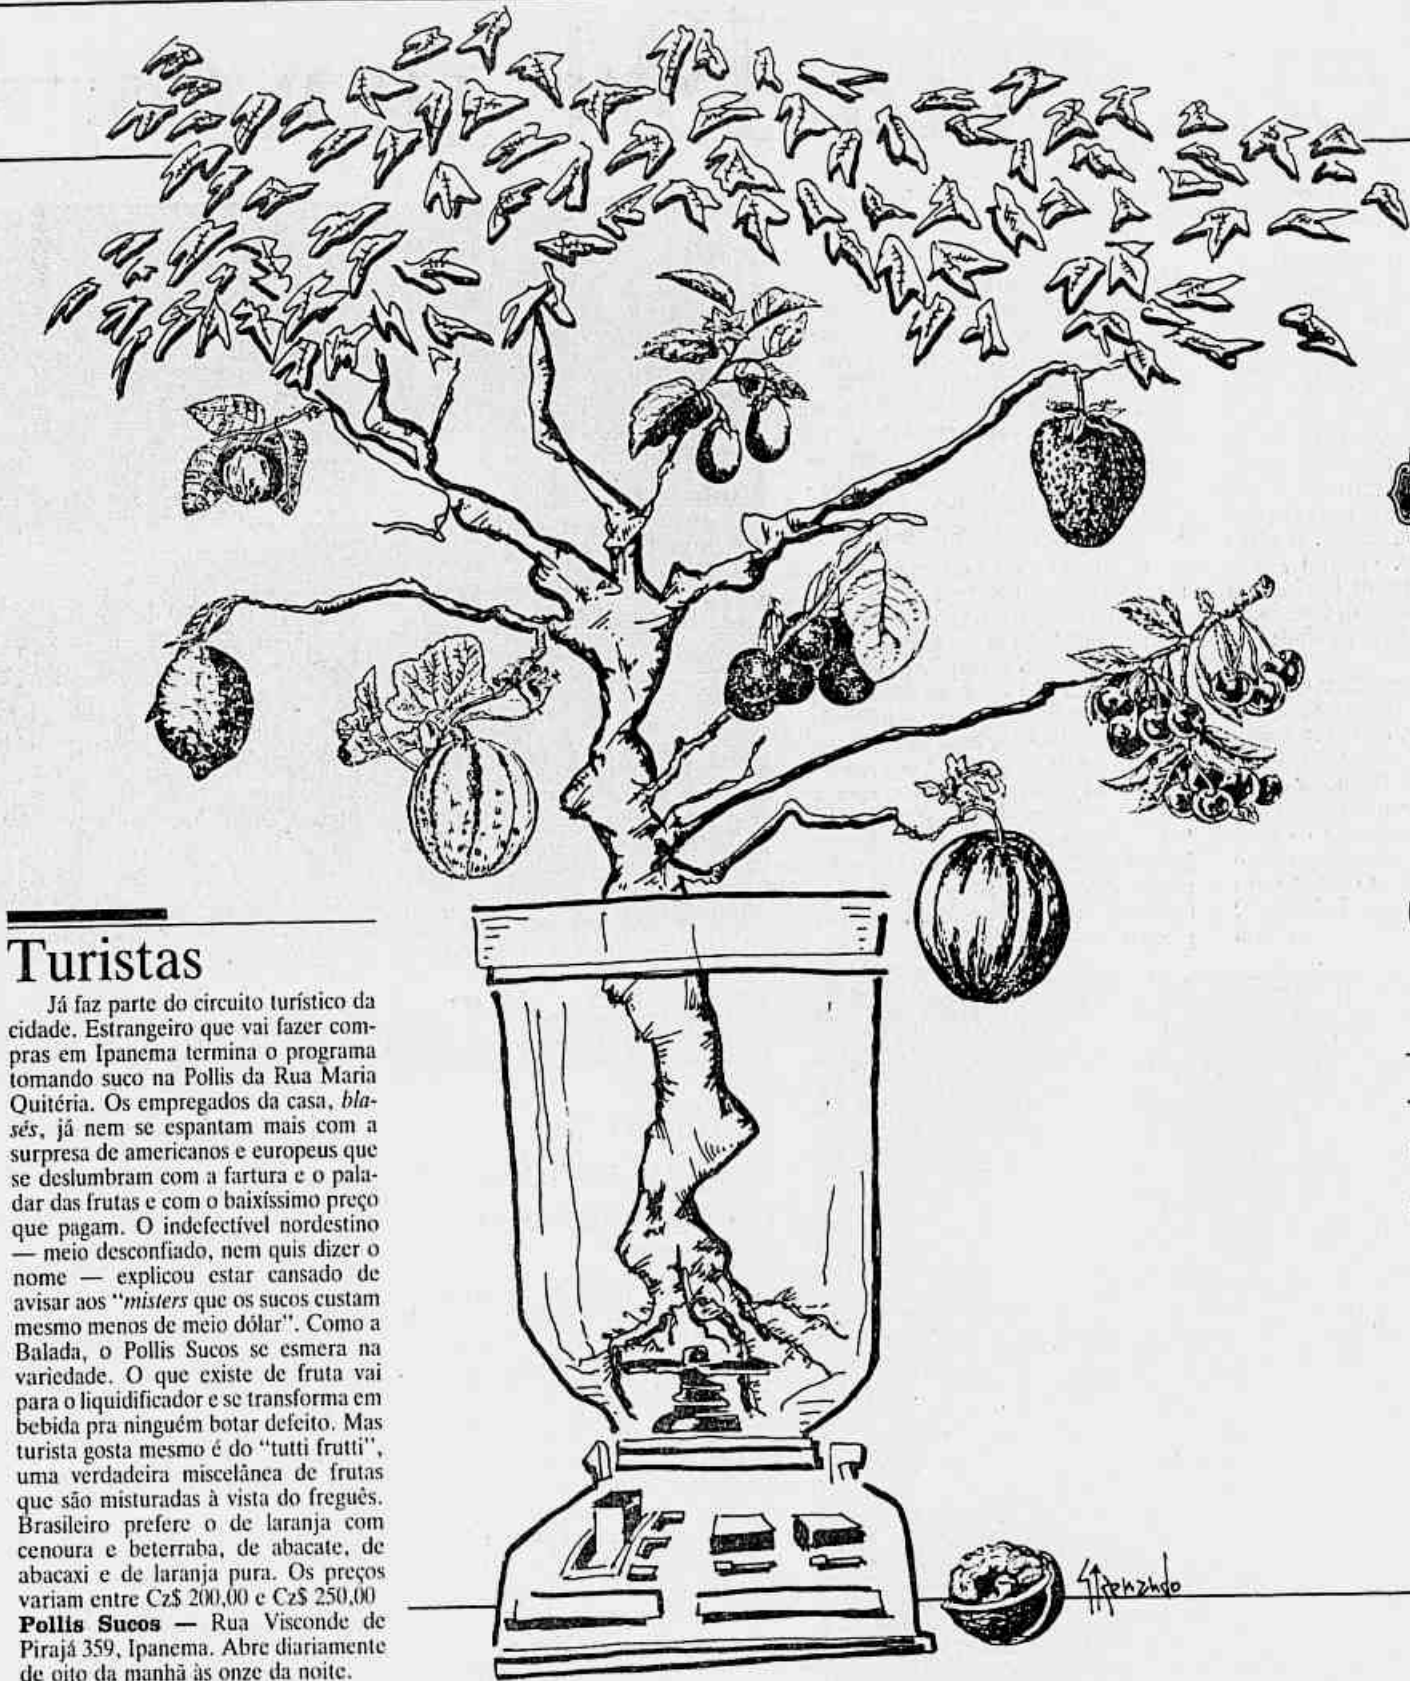 Turistas
Já faz parte do circuito turístico da
cidade. Estrangeiro que vai fazer com-
pras em Ipanema termina o programa
tomando suco na Pollis da Rua Maria
Quitéria. Os empregados da casa, bla-
sés, já nem se espantam mais com a
surpresa de americanos e europeus que
se deslumbram com a fartura e o pala-
dar das frutas e com o baixíssimo preço
que pagam. O indefectível nordestino
— meio desconfiado, nem quis dizer o
nome — explicou estar cansado de
avisar aos “misters que os sucos custam
mesmo menos de meio dólar”. Como a
Balada, o Pollis Sucos se esmera na
variedade. O que existe de fruta vai
para o liquidificador e se transforma em
bebida pra ninguém botar defeito. Mas
turista gosta mesmo é do “tutti frutti”,
uma verdadeira miscelânea de frutas
que são misturadas à vista do freguês.
Brasileiro prefere o de laranja com
cenoura e beterraba, de abacate, de
abacaxi e de laranja pura. Os preços
variam entre Cz$ 200,00 e Cz$ 250,00
Pollis Sucos — Rua Visconde de
Pirajá 359, Ipanema. Abre diariamente
de oito da manhã às onze da noite.